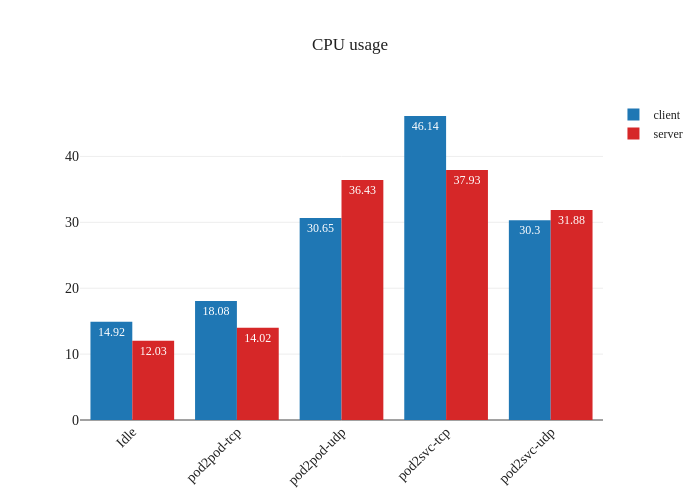 CPU usage
client
server
46.14
40
37.93
36.43
31.88
30.65
30.3
30
20
18.08
14.92
14.02
12.03
10
0
Idle
pod2pod-tcp
pod2pod-udp
pod2svc-tcp
pod2svc-udp